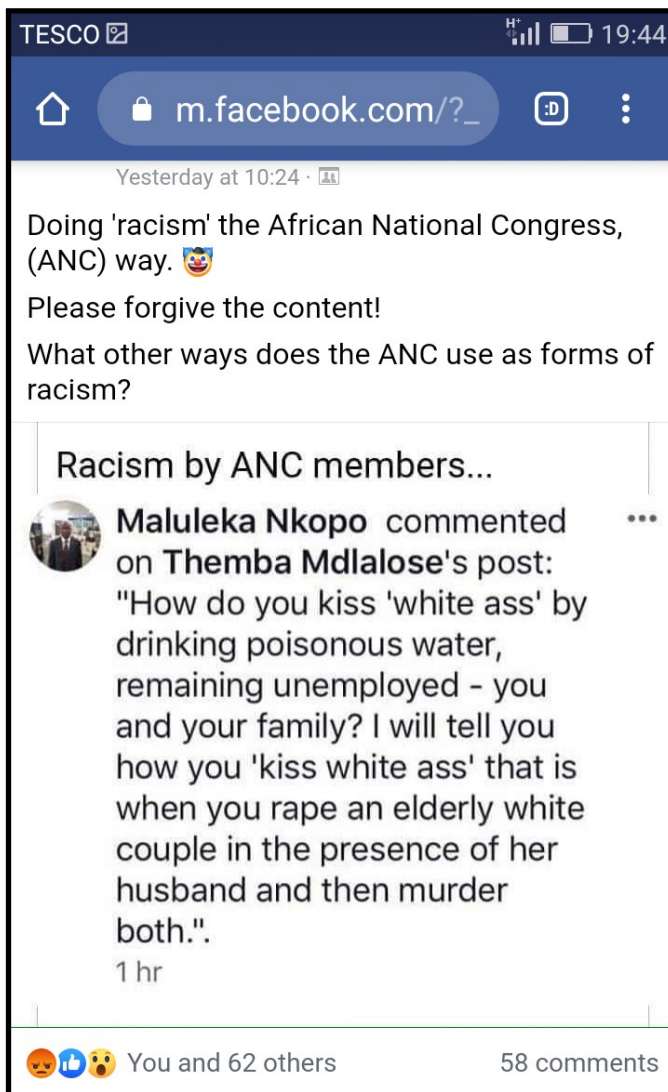 TESCO
H+
19:44
m.facebook.com/?_
:D
Yesterday at 10:24 ·
Doing 'racism' the African National Congress,
(ANC) way. 🤡
Please forgive the content!
What other ways does the ANC use as forms of
racism?
Racism by ANC members...
Maluleka Nkopo commented
on Themba Mdlalose's post:
"How do you kiss 'white ass' by
drinking poisonous water,
remaining unemployed - you
and your family? I will tell you
how you 'kiss white ass' that is
when you rape an elderly white
couple in the presence of her
husband and then murder
both.".
1 hr
You and 62 others
58 comments